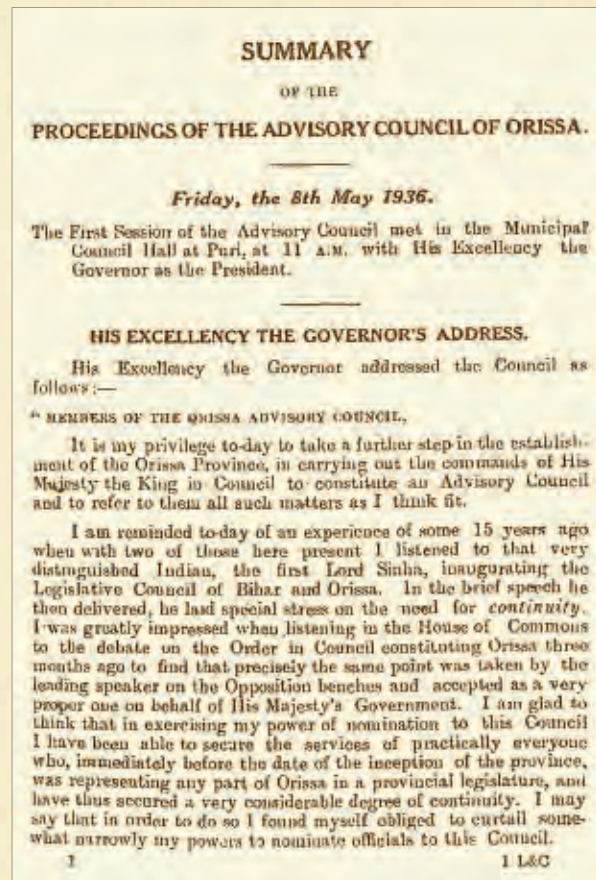 SUMMARY
OF THE
PROCEEDINGS OF THE ADVISORY COUNCIL OF ORISSA.
Friday, the 8th May 1936.
The First Session of the Advisory Council met in the Municipal
Council Hall at Puri, at 11 A.M. with His Excellency the
Governor as the President.
HIS EXCELLENCY THE GOVERNOR'S ADDRESS.
His Excellency the Governor addressed the Council as
follows:—
"MEMBERS OF THE ORISSA ADVISORY COUNCIL,
It is my privilege to-day to take a further step in the establish-
ment of the Orissa Province, in carrying out the commands of His
Majesty the King in Council to constitute an Advisory Council
and to refer to them all such matters as I think fit.
I am reminded to-day of an experience of some 15 years ago
when with two of those here present I listened to that very
distinguished Indian, the first Lord Sinha, inaugurating the
Legislative Council of Bihar and Orissa. In the brief speech he
then delivered, he laid special stress on the need for continuity.
I was greatly impressed when listening in the House of Commons
to the debate on the Order in Council constituting Orissa three
months ago to find that precisely the same point was taken by the
leading speaker on the Opposition benches and accepted as a very
proper one on behalf of His Majesty's Government. I am glad to
think that in exercising my power of nomination to this Council
I have been able to secure the services of practically everyone
who, immediately before the date of the inception of the province,
was representing any part of Orissa in a provincial legislature, and
have thus secured a very considerable degree of continuity. I may
say that in order to do so I found myself obliged to curtail some-
what narrowly my powers to nominate officials to this Council.
1 1 L&C